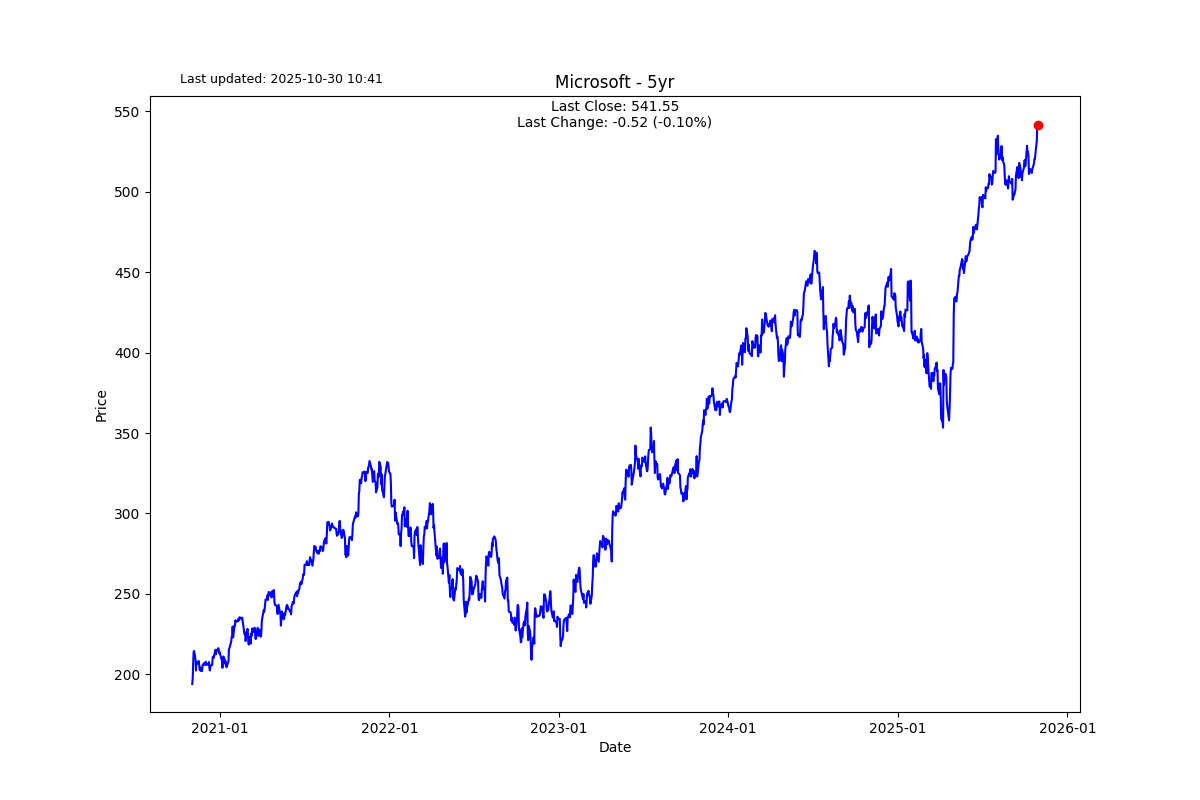 Last updated: 2025-10-30 10:41
Microsoft - 5yr
Last Close: 541.55
Last Change: -0.52 (-0.10%)
550
500
450
400
350
300
250
200
Price
2021-01
2022-01
2023-01
2024-01
2025-01
2026-01
Date